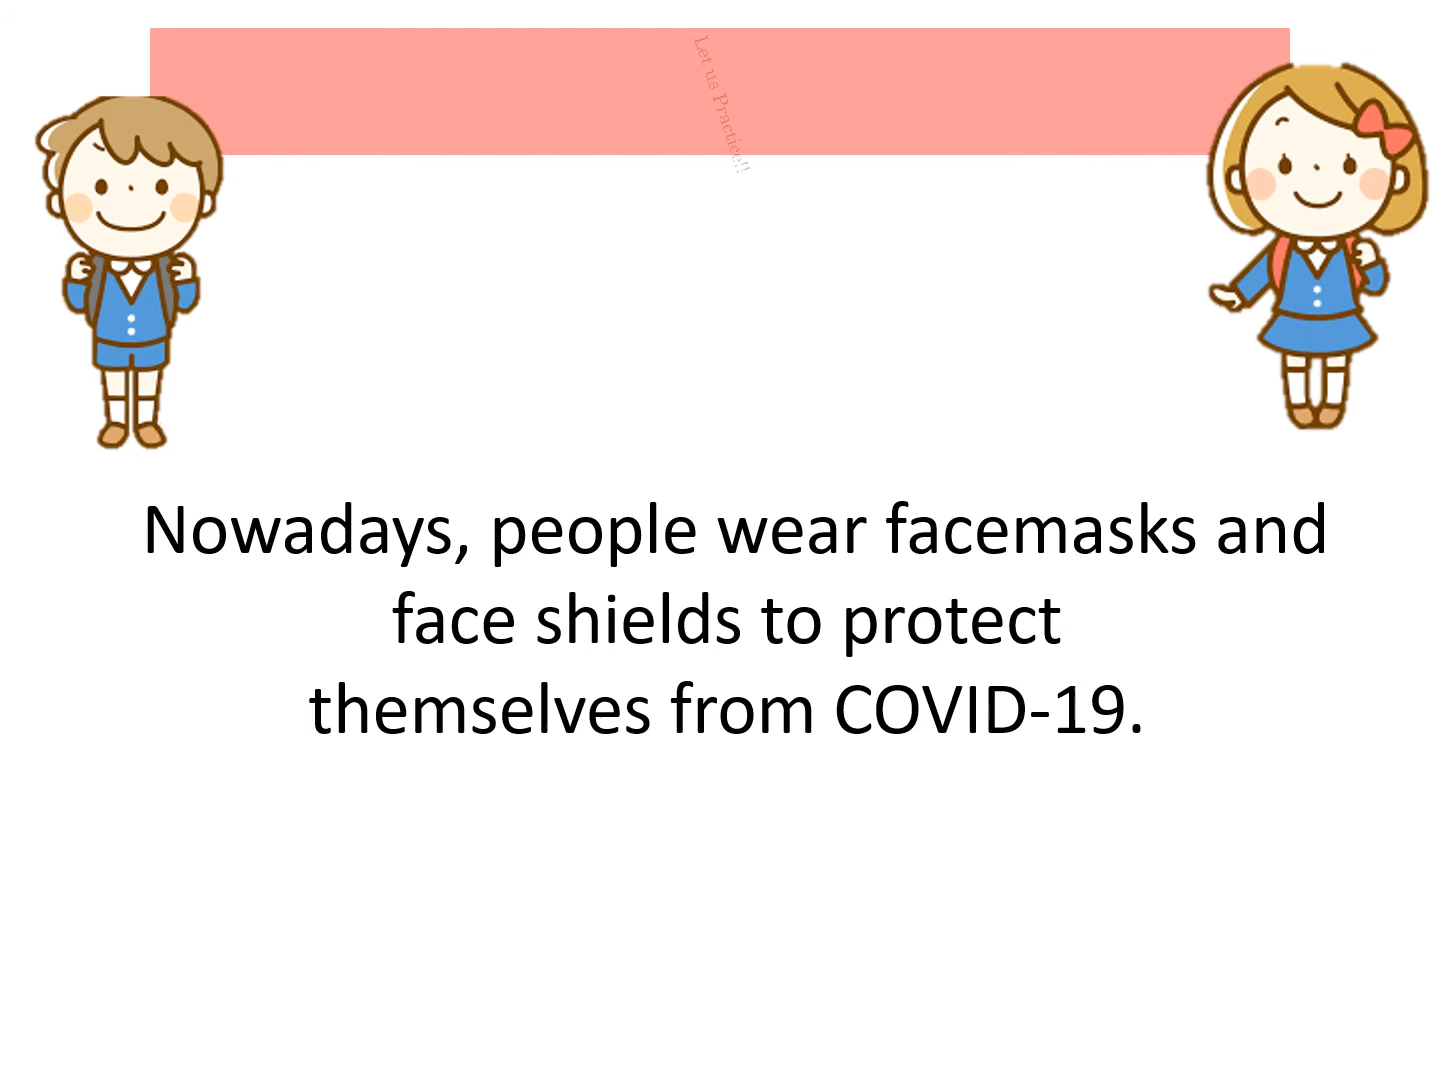 Let us Practice!!
Nowadays, people wear facemasks and
face shields to protect
themselves from COVID-19.